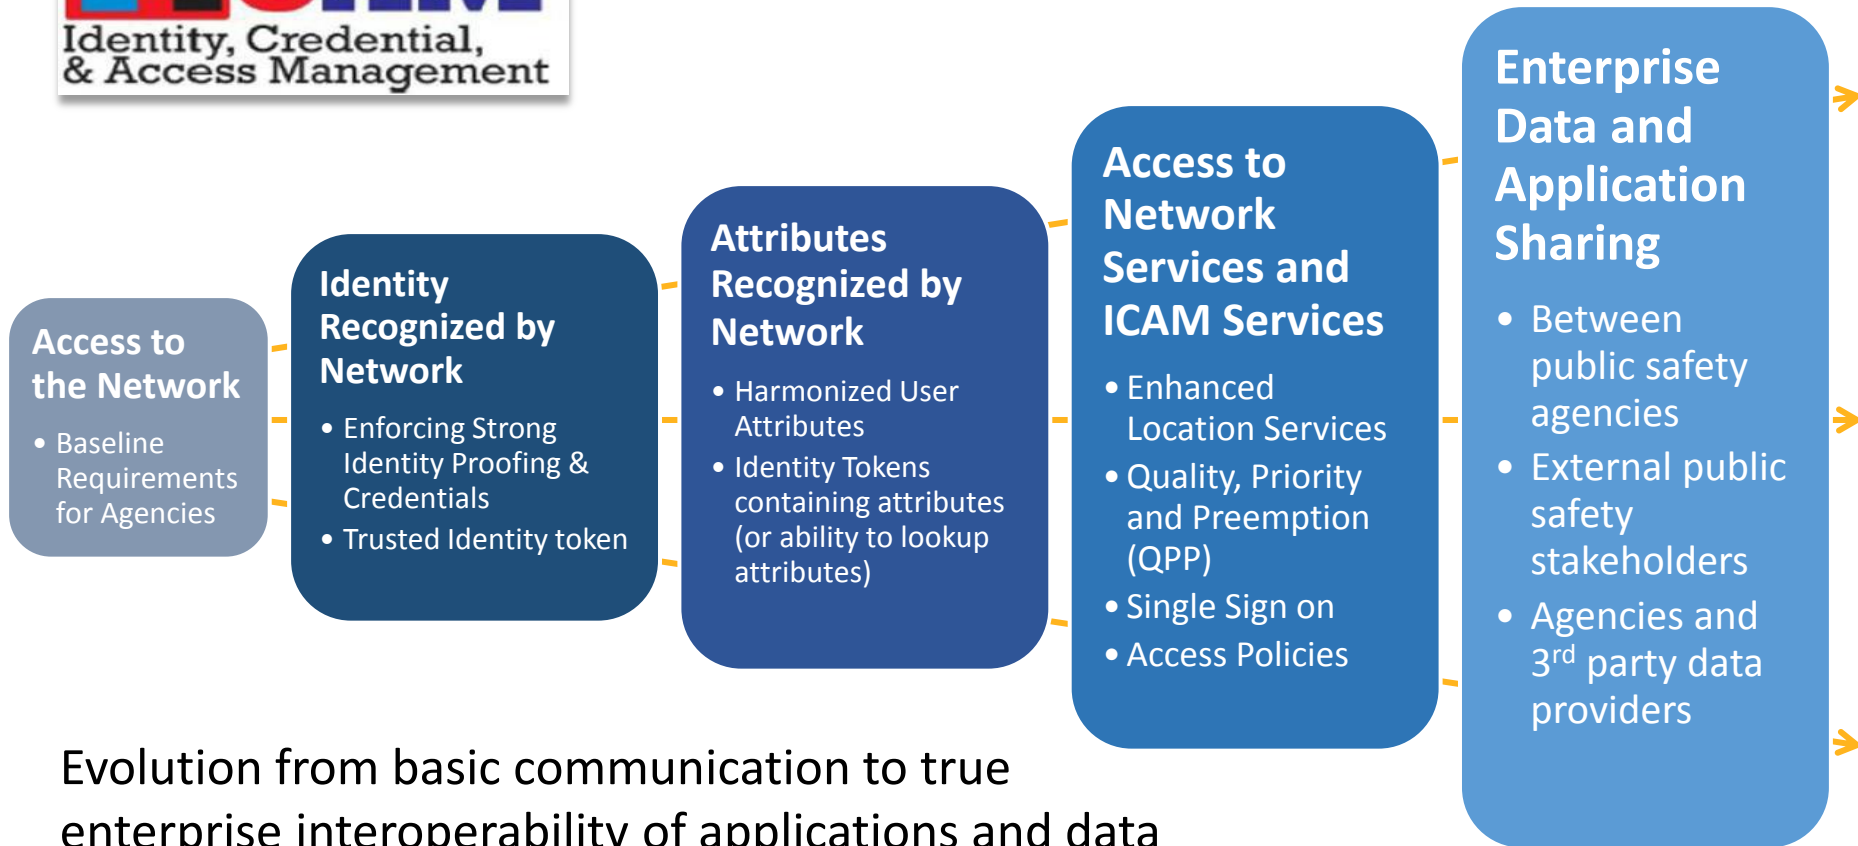 Identity, Credential,
& Access Management
Access to
the Network
• Baseline
Requirements
for Agencies
Identity
Recognized by
Network
• Enforcing Strong
Identity Proofing &
Credentials
• Trusted Identity token
Attributes
Recognized by
Network
• Harmonized User
Attributes
• Identity Tokens
containing attributes
(or ability to lookup
attributes)
Access to
Network
Services and
ICAM Services
• Enhanced
Location Services
• Quality, Priority
and Preemption
(QPP)
• Single Sign on
• Access Policies
Enterprise
Data and
Application
Sharing
• Between
public safety
agencies
• External public
safety
stakeholders
• Agencies and
3rd party data
providers
Evolution from basic communication to true
enterprise interoperability of applications and data